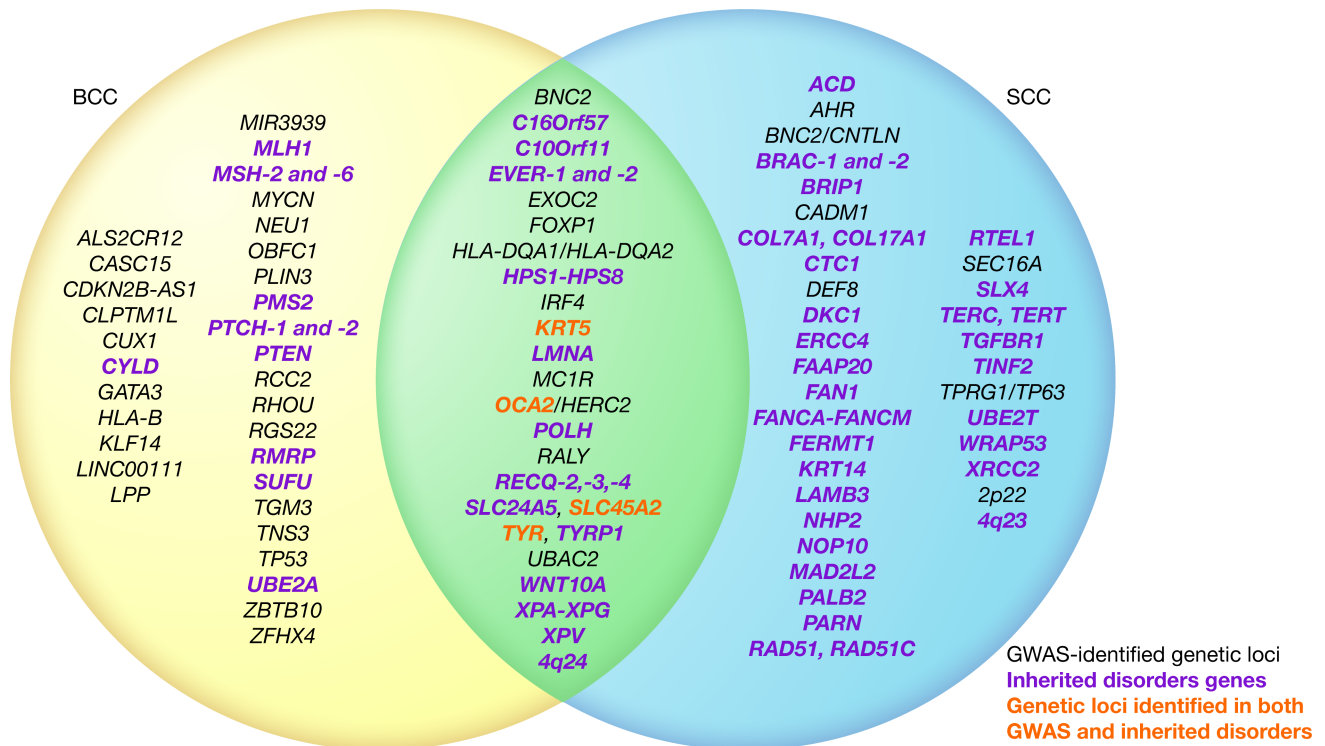 BCC
ALS2CR12
CASC15
CDKN2B-AS1
CLPTM1L
CUX1
CYLD
GATA3
HLA-B
KLF14
LINC00111
LPP
MIR3939
MLH1
MSH-2 and -6
MYCN
NEU1
OBFC1
PLIN3
PMS2
PTCH-1 and -2
PTEN
RCC2
RHOU
RGS22
RMRP
SUFU
TGM3
TNS3
TP53
UBE2A
ZBTB10
ZFHX4
BNC2
C16Orf57
C10Orf11
EVER-1 and -2
EXOC2
FOXP1
HLA-DQA1/HLA-DQA2
HPS1-HPS8
IRF4
KRT5
LMNA
MC1R
OCA2/HERC2
POLH
RALY
RECQ-2,-3,-4
SLC24A5, SLC45A2
TYR, TYRP1
UBAC2
WNT10A
XPA-XPG
XPV
4q24
SCC
ACD
AHR
BNC2/CNTLN
BRAC-1 and -2
BRIP1
CADM1
COL7A1, COL17A1
CTC1
DEF8
DKC1
ERCC4
FAAP20
FAN1
FANCA-FANCM
FERMT1
KRT14
LAMB3
NHP2
NOP10
MAD2L2
PALB2
PARN
RAD51, RAD51C
RTEL1
SEC16A
SLX4
TERC, TERT
TGFBR1
TINF2
TPRG1/TP63
UBE2T
WRAP53
XRCC2
2p22
4q23
GWAS-identified genetic loci
Inherited disorders genes
Genetic loci identified in both
GWAS and inherited disorders